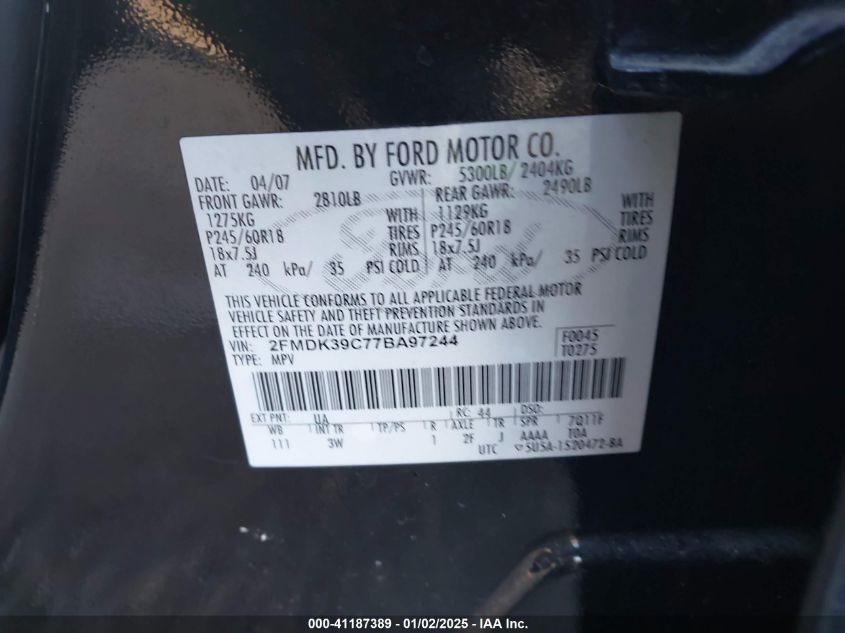 MFD. BY FORD MOTOR CO.
DATE: 04/07 GVWR: 5300LB/ 2404KG
FRONT GAWR: 2810LB REAR GAWR: 2490LB
1275KG WITH 1129KG WITH
P245/60R18 TIRES P245/60R18 TIRES
18x7.5J RIMS 18x7.5J RIMS
AT 240 kPa/ 35 PSI COLD AT 240 kPa/ 35 PSI COLD
THIS VEHICLE CONFORMS TO ALL APPLICABLE FEDERAL MOTOR
VEHICLE SAFETY AND THEFT PREVENTION STANDARDS IN
EFFECT ON THE DATE OF MANUFACTURE SHOWN ABOVE.
VIN: 2FMDK39C77BA97244 F0045
TYPE: MPV T0275
EXT PNT: UA RC: 44 DSO:
WB INT TR TP/PS R AXLE TR SPR 7Q11F
111 3W 1 2F J AAAA TOA
UTC ▽5U5A-1520472-BA
000-41187389 - 01/02/2025 - IAA Inc.